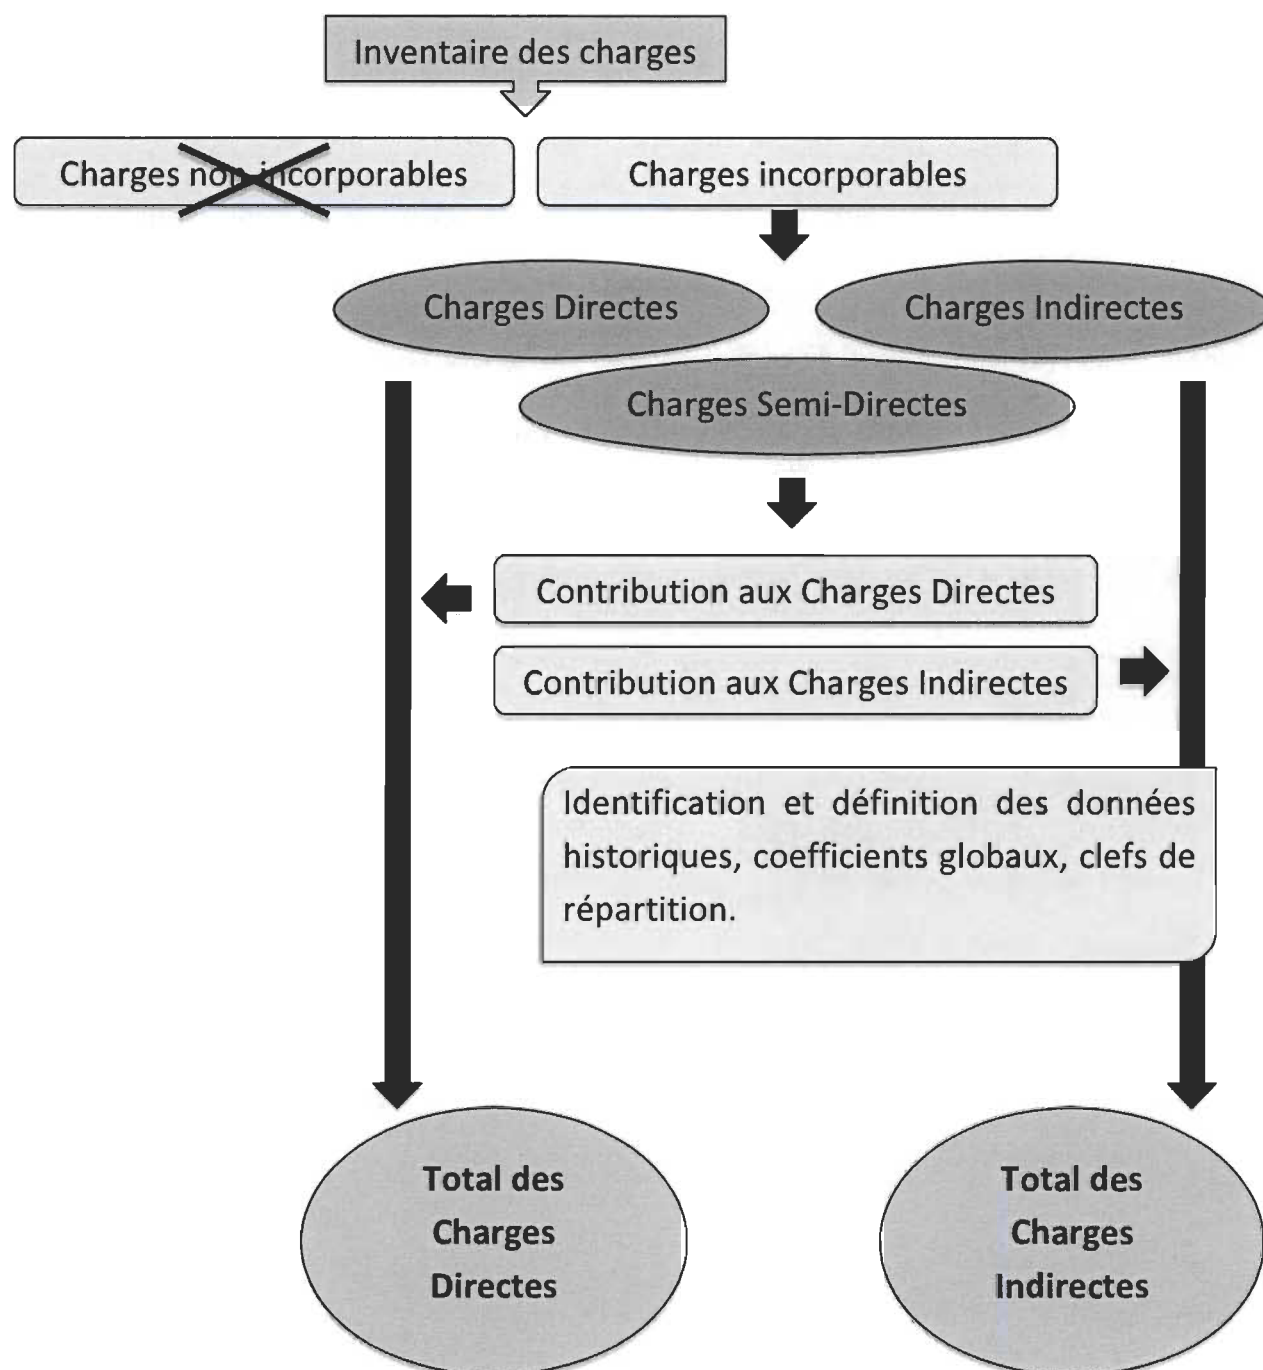 Inventaire des charges
Charges non incorporables
Charges incorporables
Charges Directes
Charges Indirectes
Charges Semi-Directes
Contribution aux Charges Directes
Contribution aux Charges Indirectes
Identification et définition des données
historiques, coefficients globaux, clefs de
répartition.
Total des
Charges
Directes
Total des
Charges
Indirectes